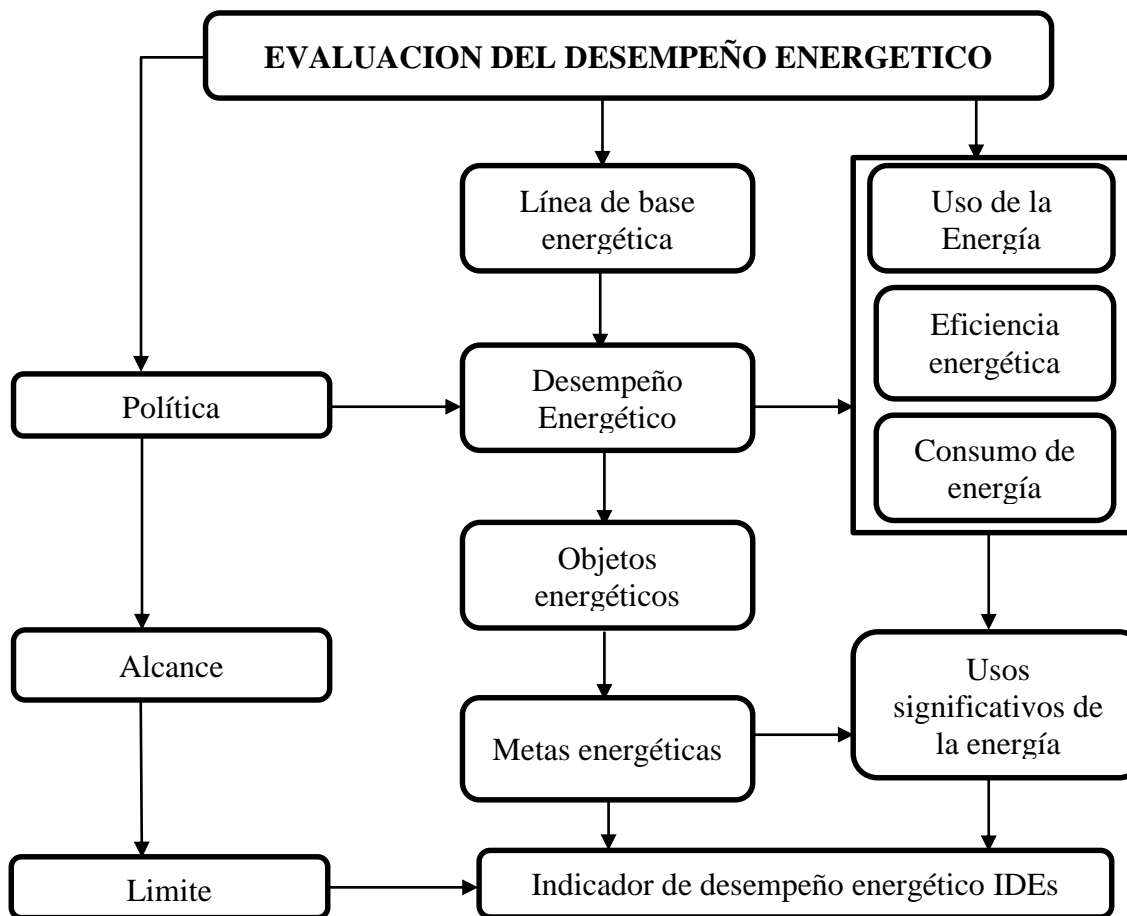 EVALUACION DEL DESEMPEÑO ENERGETICO
Línea de base
energética
Uso de la
Energía
Eficiencia
energética
Política
Desempeño
Energético
Consumo de
energía
Objetos
energéticos
Alcance
Usos
significativos de
la energía
Metas energéticas
Limite
Indicador de desempeño energético IDEs